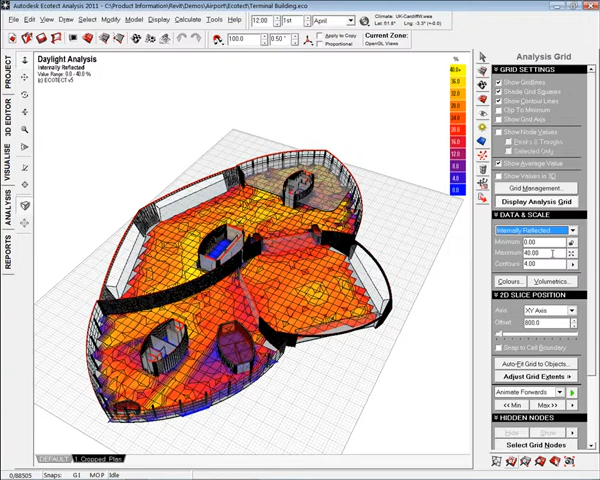 Autodesk Ecotect Analysis 2011 - C:\Product Information\Revit\Demos\Airport\Ecotect\Terminal Building.eco
File Edit View Draw Select Modify Model Display Calculate Tools Help
12:00 1st April
Climate: UK-CardiffWt.wea
Lat: 51.8° Lng: -3.3° (+-0.0)
100.0 0.50
Apply to Copy
Proportional
Current Zone:
OpenGL Views
PROJECT
3D EDITOR
VISUALISE
ANALYSIS
REPORTS
Daylight Analysis
Internally Reflected
Value Range: 0.0 - 40.0 %
(c) ECOTECT v5
%
40.0+
36.0
32.0
28.0
24.0
20.0
16.0
12.0
8.0
4.0
0.0
Analysis Grid
GRID SETTINGS
Show Gridlines
Shade Grid Squares
Show Contour Lines
Clip To Minimum
Show Grid Axis
Show Node Values
Peaks & Troughs
Selected Only
Show Average Value
Show Values in 3D
Grid Management...
Display Analysis Grid
DATA & SCALE
Internally Reflected
Minimum: 0.00
Maximum: 40.00
Contours: 4.00
Colours... Volumetrics...
2D SLICE POSITION
Axis: XY Axis
Offset: 800.0
Snap to Cell Boundary
Auto-Fit Grid to Objects...
Adjust Grid Extents
Animate Forwards
<< Min Max >>
HIDDEN NODES
Hide Show
Select Grid Nodes
DEFAULT 1 Cropped_Plan
0/88505 Snaps: GI MOP Idle